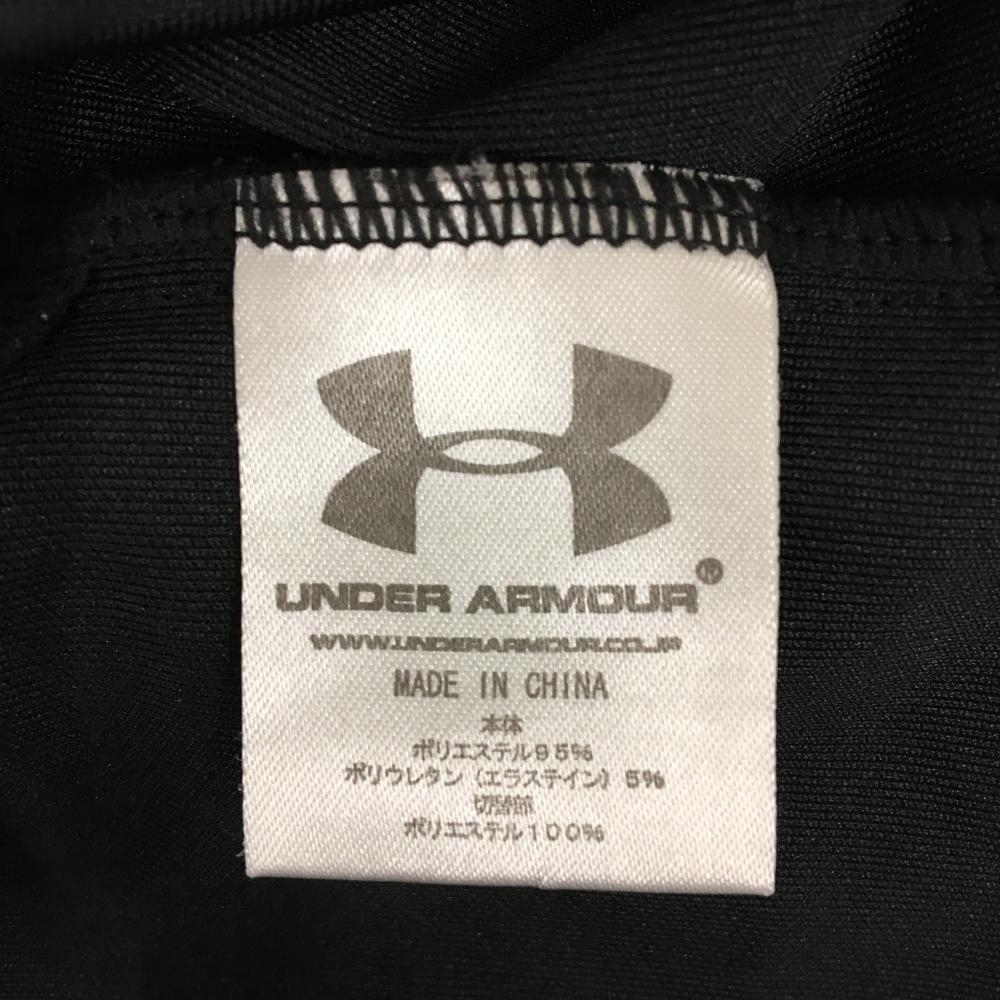 UNDER ARMOUR®
WWW.UNDERARMOUR.CO.JP
MADE IN CHINA
本体
ポリエステル95%
ポリウレタン(エラステイン)5%
切替部
ポリエステル100%